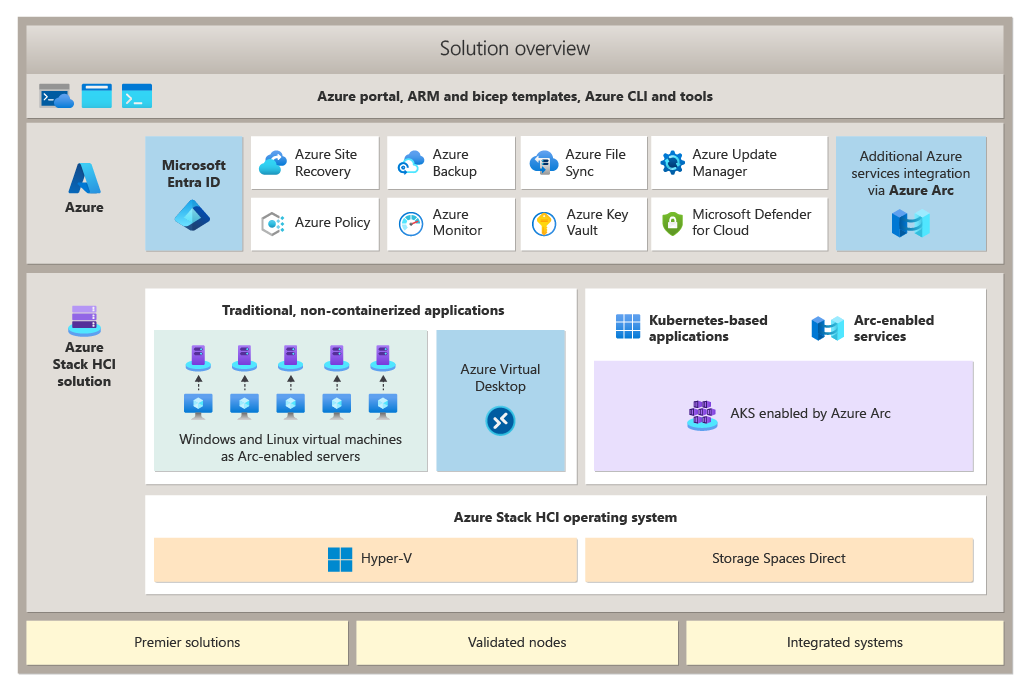 Solution overview
Azure portal, ARM and bicep templates, Azure CLI and tools
Azure
Microsoft
Entra ID
Azure Site
Recovery
Azure
Backup
Azure File
Sync
Azure Update
Manager
Azure Policy
Azure
Monitor
Azure Key
Vault
Microsoft Defender
for Cloud
Additional Azure
services integration
via Azure Arc
Azure
Stack HCI
solution
Traditional, non-containerized applications
Windows and Linux virtual machines
as Arc-enabled servers
Azure Virtual
Desktop
Kubernetes-based
applications
Arc-enabled
services
AKS enabled by Azure Arc
Azure Stack HCI operating system
Hyper-V
Storage Spaces Direct
Premier solutions
Validated nodes
Integrated systems